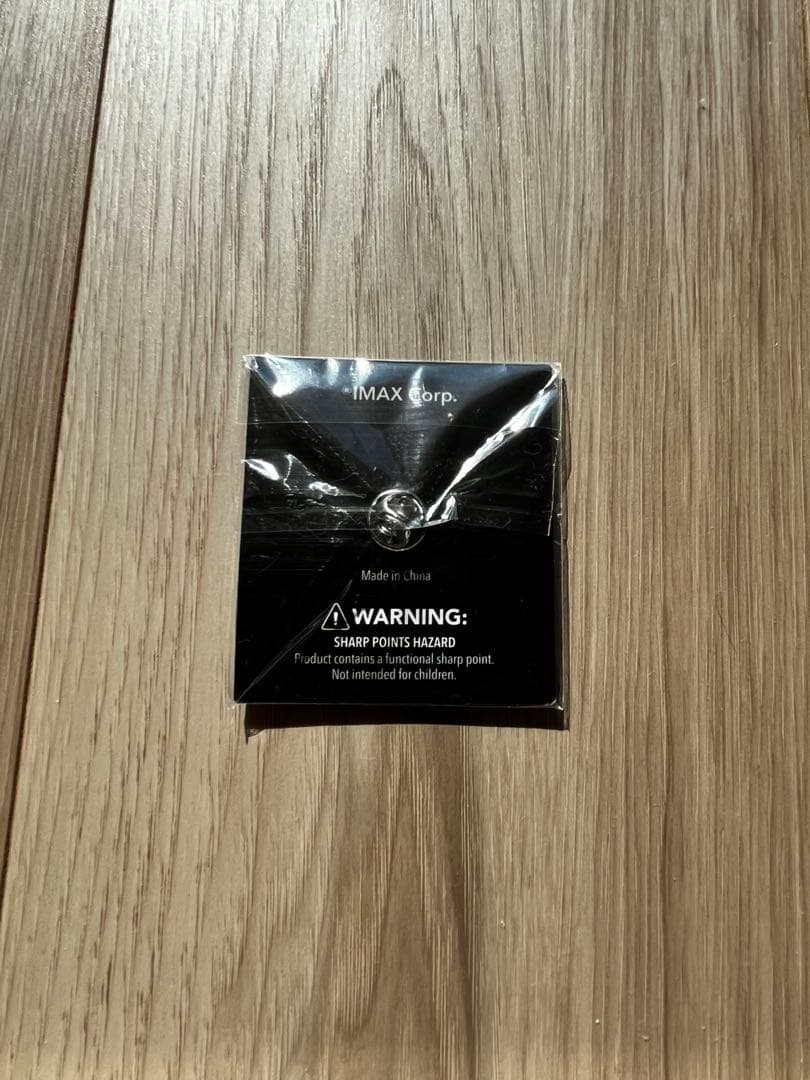 ®IMAX Corp.
Made in China
⚠ WARNING:
SHARP POINTS HAZARD
Product contains a functional sharp point.
Not intended for children.